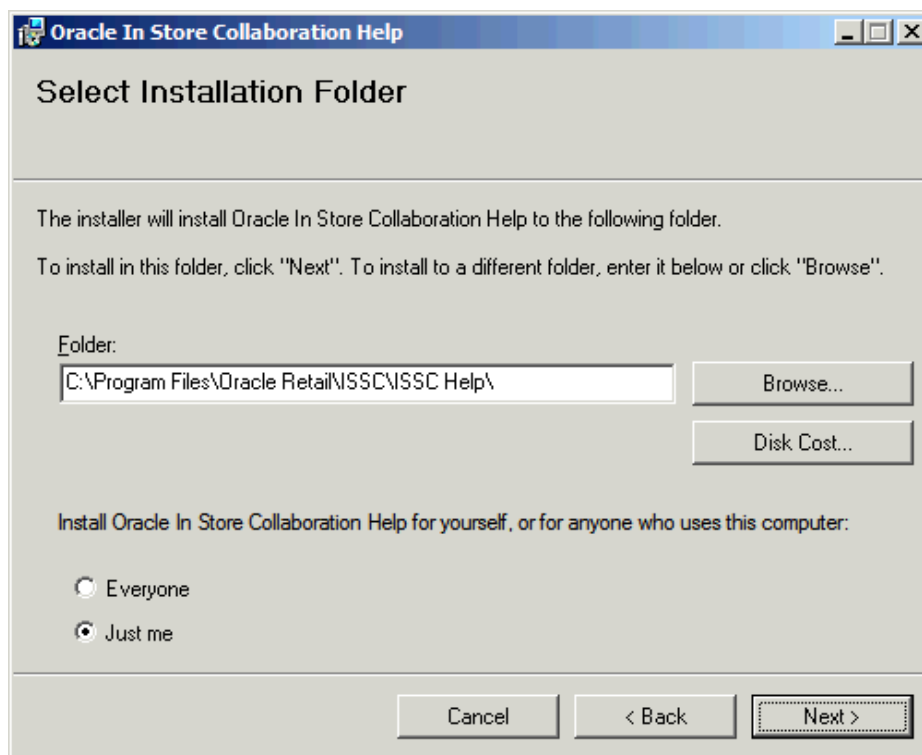 Oracle In Store Collaboration Help
Select Installation Folder
The installer will install Oracle In Store Collaboration Help to the following folder.
To install in this folder, click "Next". To install to a different folder, enter it below or click "Browse".
Folder:
C:\Program Files\Oracle Retail\ISSC\ISSC Help\
Browse...
Disk Cost...
Install Oracle In Store Collaboration Help for yourself, or for anyone who uses this computer:
Everyone
Just me
Cancel
< Back
Next >